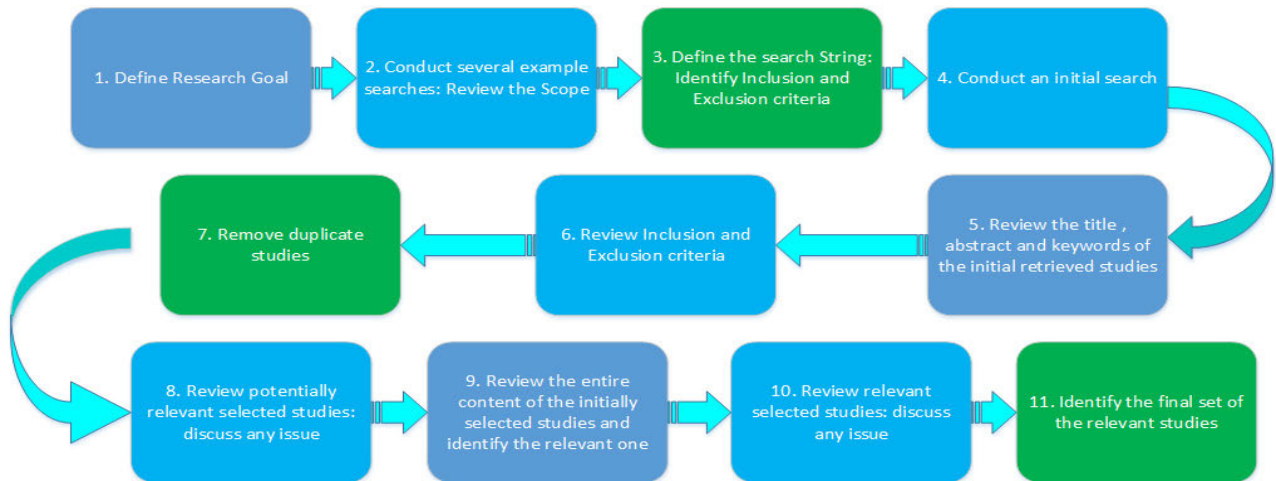 1. Define Research Goal
2. Conduct several example
searches: Review the Scope
3. Define the search String:
Identify Inclusion and
Exclusion criteria
4. Conduct an initial search
5. Review the title ,
abstract and keywords of
the initial retrieved studies
6. Review Inclusion and
Exclusion criteria
7. Remove duplicate
studies
8. Review potentially
relevant selected studies:
discuss any issue
9. Review the entire
content of the initially
selected studies and
identify the relevant one
10. Review relevant
selected studies: discuss
any issue
11. Identify the final set of
the relevant studies